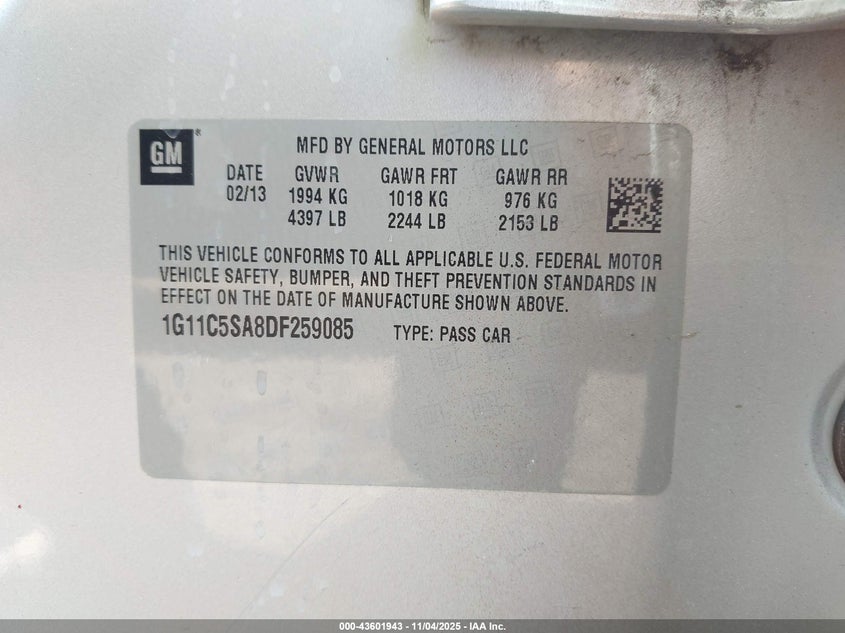 GM
MFD BY GENERAL MOTORS LLC
DATE GVWR GAWR FRT GAWR RR
02/13 1994 KG 1018 KG 976 KG
4397 LB 2244 LB 2153 LB
THIS VEHICLE CONFORMS TO ALL APPLICABLE U.S. FEDERAL MOTOR
VEHICLE SAFETY, BUMPER, AND THEFT PREVENTION STANDARDS IN
EFFECT ON THE DATE OF MANUFACTURE SHOWN ABOVE.
1G11C5SA8DF259085 TYPE: PASS CAR
000-43601943 - 11/04/2025 - IAA Inc.